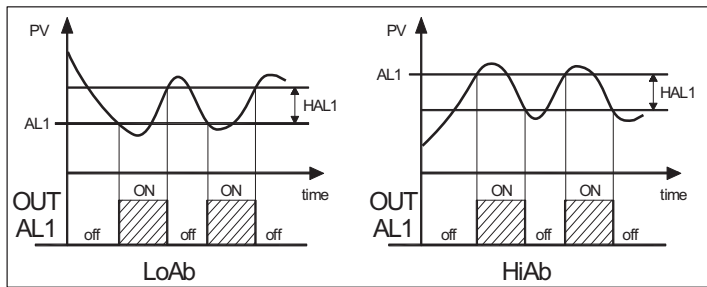 PV
HAL1
AL1
ON ON time
OUT
AL1 off off off
LoAb
PV
AL1
HAL1
ON ON time
OUT
AL1 off off off
HiAb